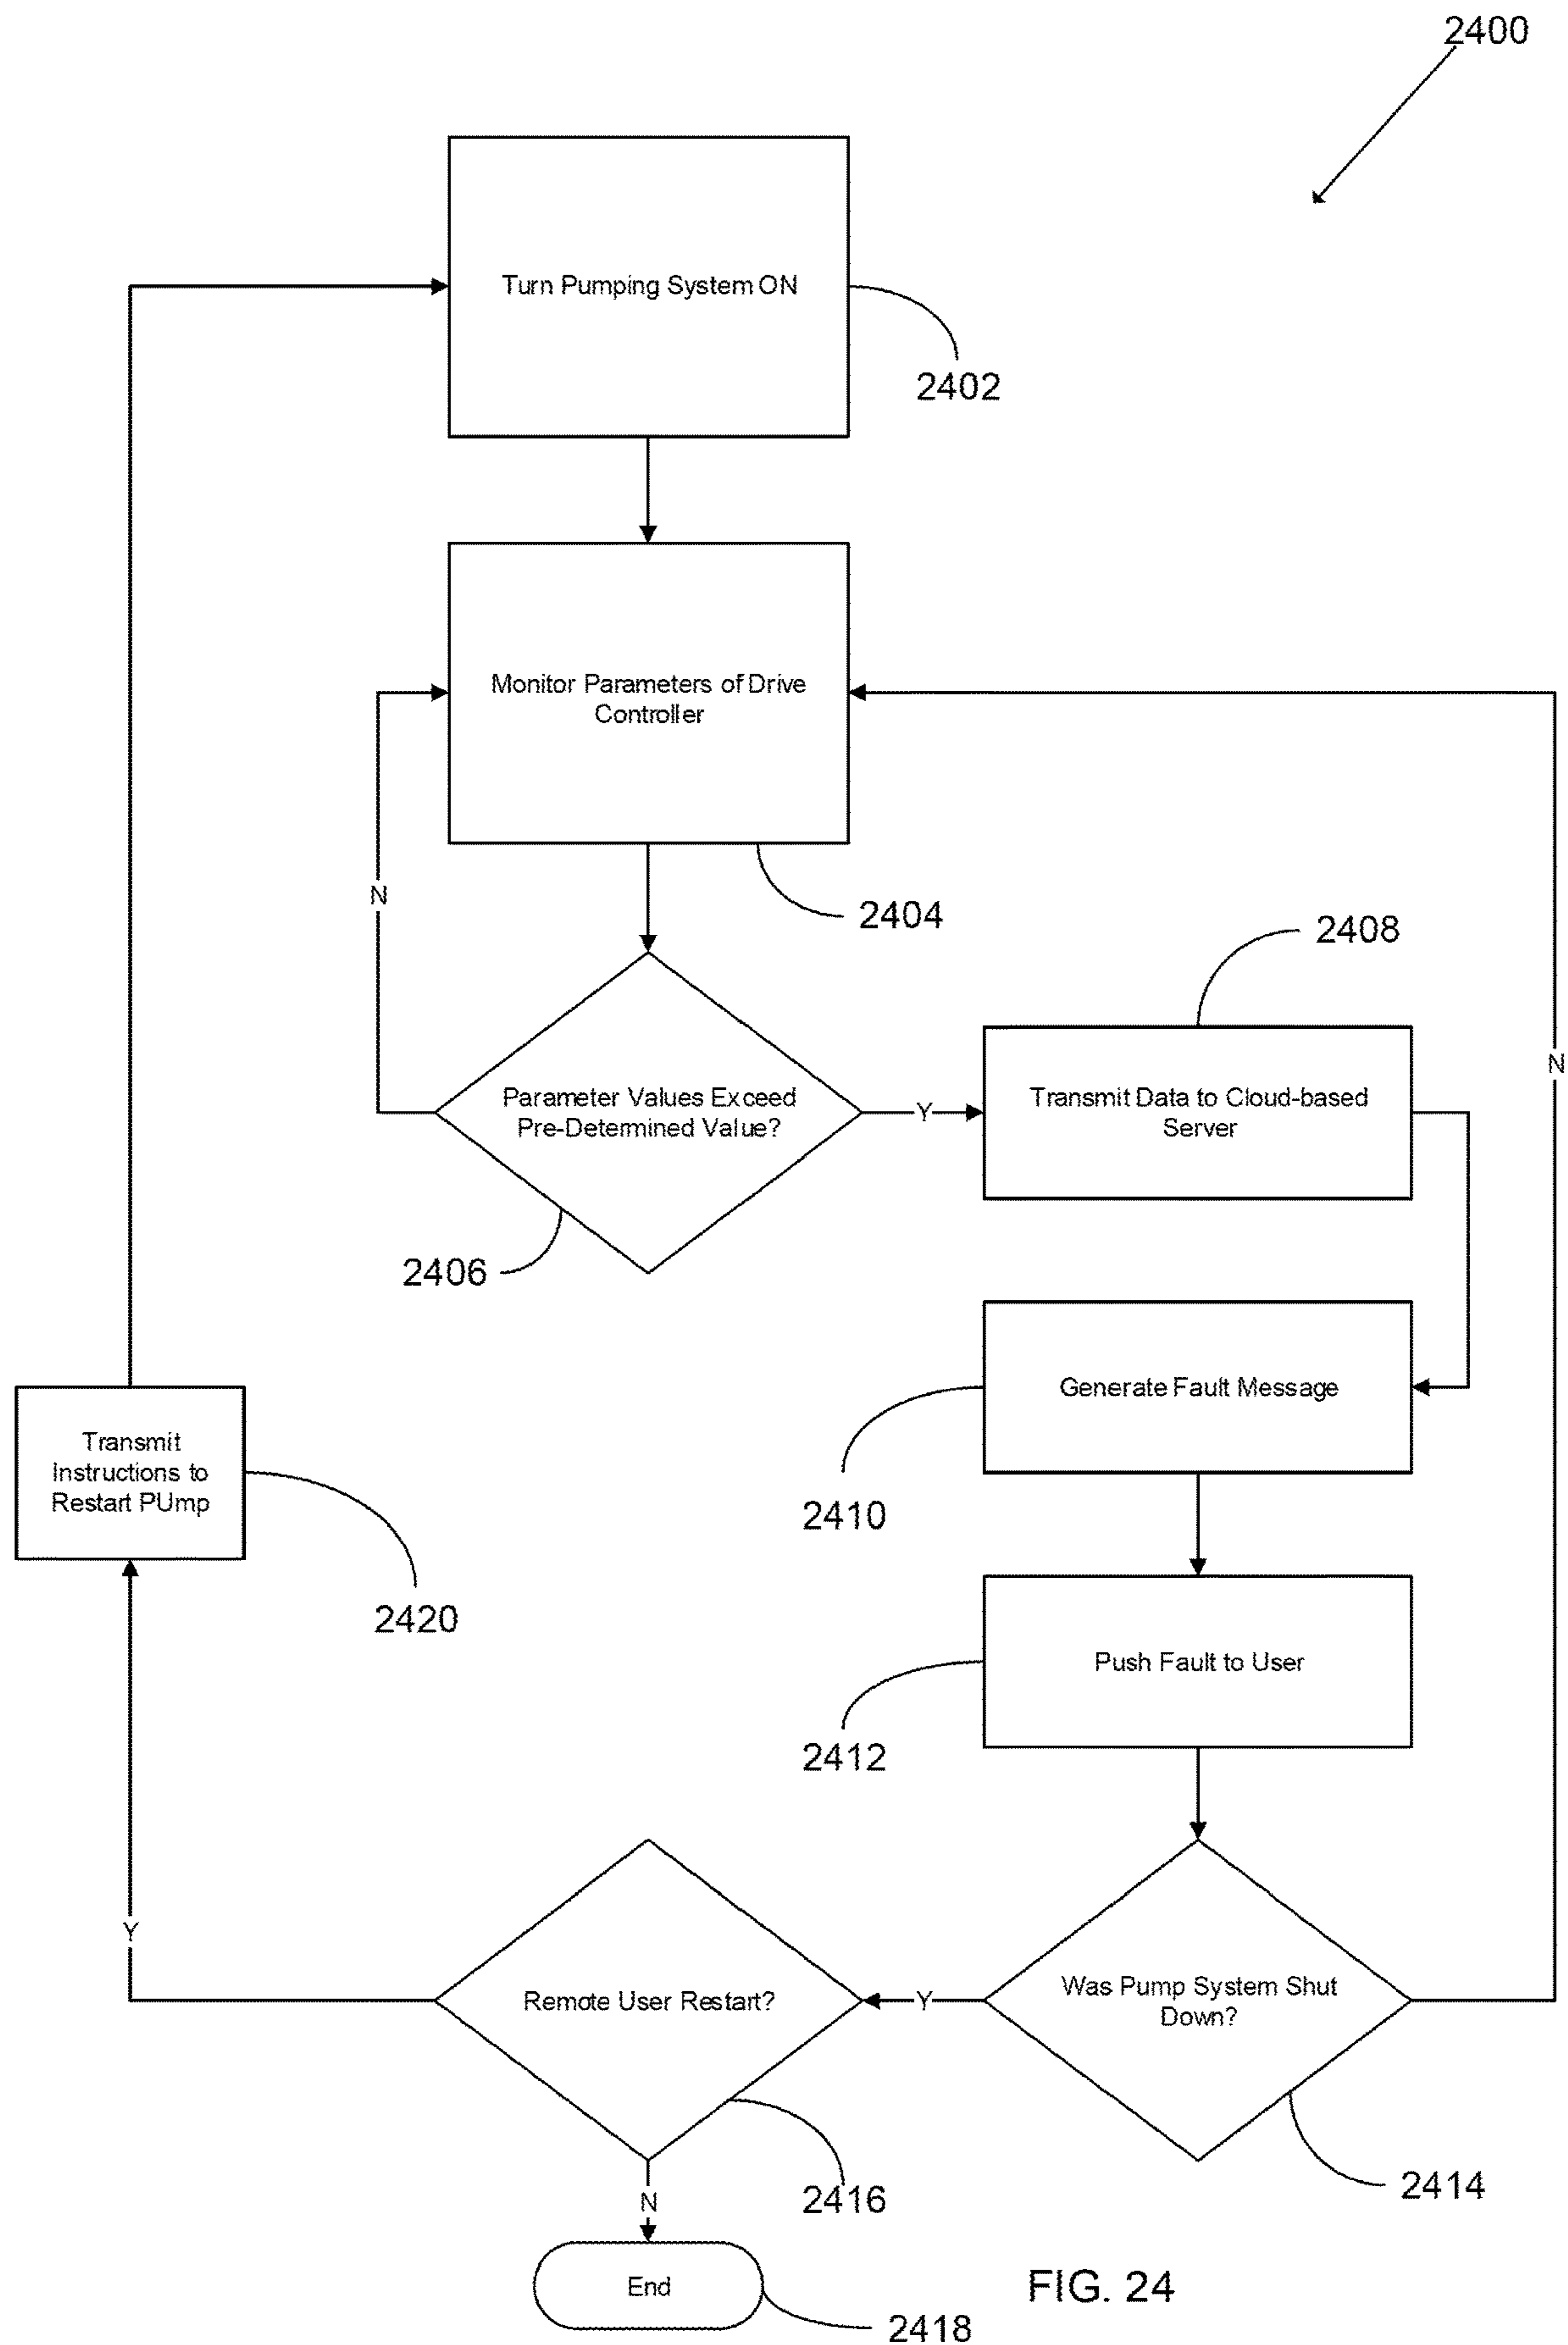 2400
Turn Pumping System ON
2402
Monitor Parameters of Drive
Controller
N
2404
2408
Parameter Values Exceed
Pre-Determined Value?
Y
Transmit Data to Cloud-based
Server
N
2406
Generate Fault Message
Transmit
Instructions to
Restart PUmp
2410
2420
Push Fault to User
2412
Y
Remote User Restart?
Y
Was Pump System Shut
Down?
2416
2414
N
End
FIG. 24
2418